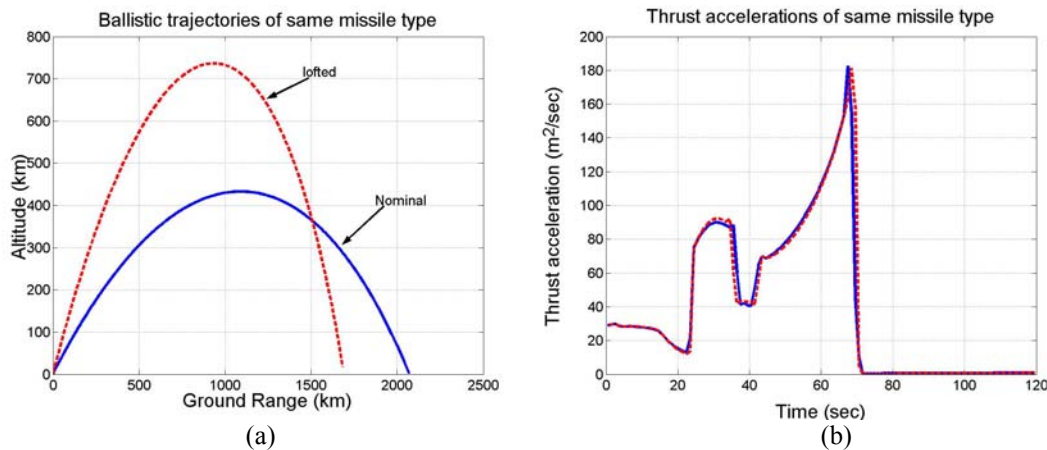 Ballistic trajectories of same missile type
800
700
600
500
400
300
200
100
0
Altitude (km)
lofted
Nominal
0 500 1000 1500 2000 2500
Ground Range (km)
(a)
Thrust accelerations of same missile type
200
180
160
140
120
100
80
60
40
20
0
Thrust acceleration (m²/sec)
0 20 40 60 80 100 120
Time (sec)
(b)